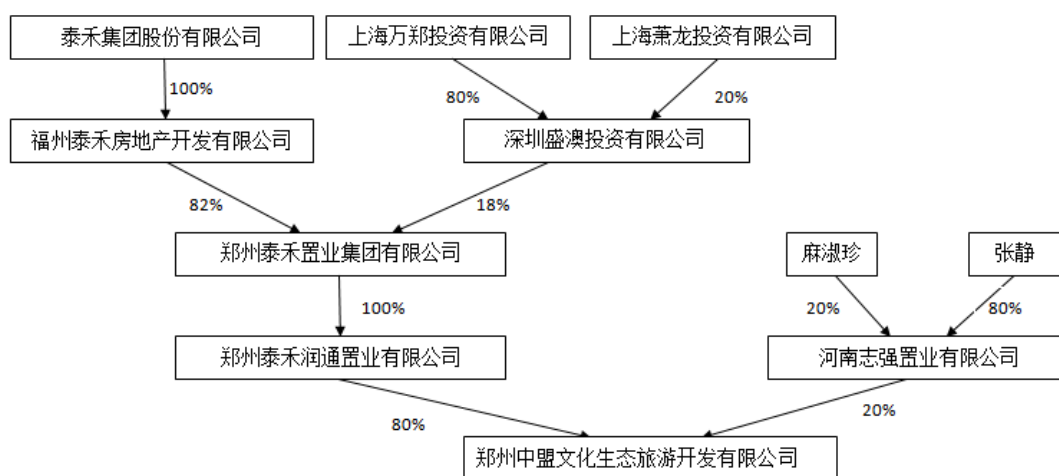 泰禾集团股份有限公司
上海万郑投资有限公司
上海萧龙投资有限公司
100%
80%
20%
福州泰禾房地产开发有限公司
深圳盛澳投资有限公司
82%
18%
郑州泰禾置业集团有限公司
麻淑珍
张静
100%
20%
80%
郑州泰禾润通置业有限公司
河南志强置业有限公司
80%
20%
郑州中盟文化生态旅游开发有限公司